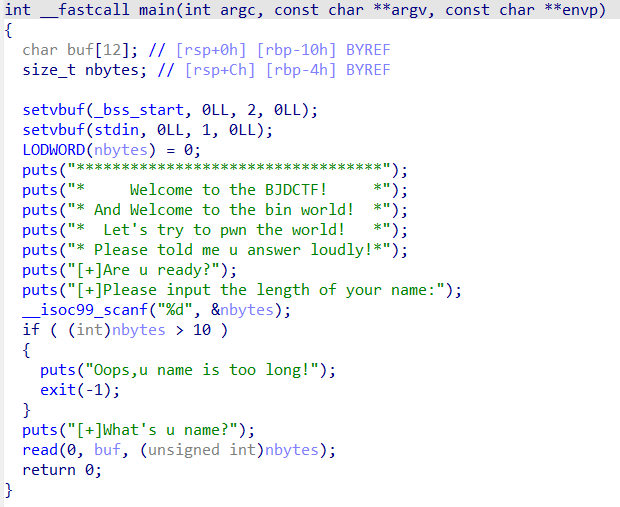 int __fastcall main(int argc, const char **argv, const char **envp)
{
  char buf[12]; // [rsp+0h] [rbp-10h] BYREF
  size_t nbytes; // [rsp+Ch] [rbp-4h] BYREF

  setvbuf(_bss_start, 0LL, 2, 0LL);
  setvbuf(stdin, 0LL, 1, 0LL);
  LODWORD(nbytes) = 0;
  puts("**********************************");
  puts("*     Welcome to the BJDCTF!     *");
  puts("* And Welcome to the bin world!  *");
  puts("*  Let's try to pwn the world!   *");
  puts("* Please told me u answer loudly!*");
  puts("[+]Are u ready?");
  puts("[+]Please input the length of your name:");
  __isoc99_scanf("%d", &nbytes);
  if ( (int)nbytes > 10 )
  {
    puts("Oops,u name is too long!");
    exit(-1);
  }
  puts("[+]What's u name?");
  read(0, buf, (unsigned int)nbytes);
  return 0;
}